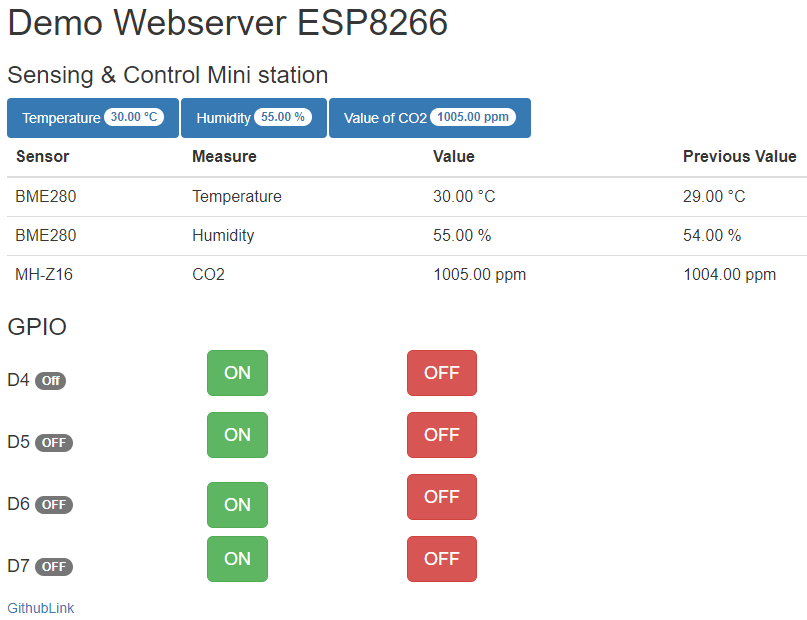 Demo Webserver ESP8266
Sensing & Control Mini station
Temperature 30.00 °C Humidity 55.00 % Value of CO2 1005.00 ppm
Sensor Measure Value Previous Value
BME280 Temperature 30.00 °C 29.00 °C
BME280 Humidity 55.00 % 54.00 %
MH-Z16 CO2 1005.00 ppm 1004.00 ppm
GPIO
D4 Off ON OFF
D5 OFF ON OFF
D6 OFF ON OFF
D7 OFF ON OFF
GithubLink